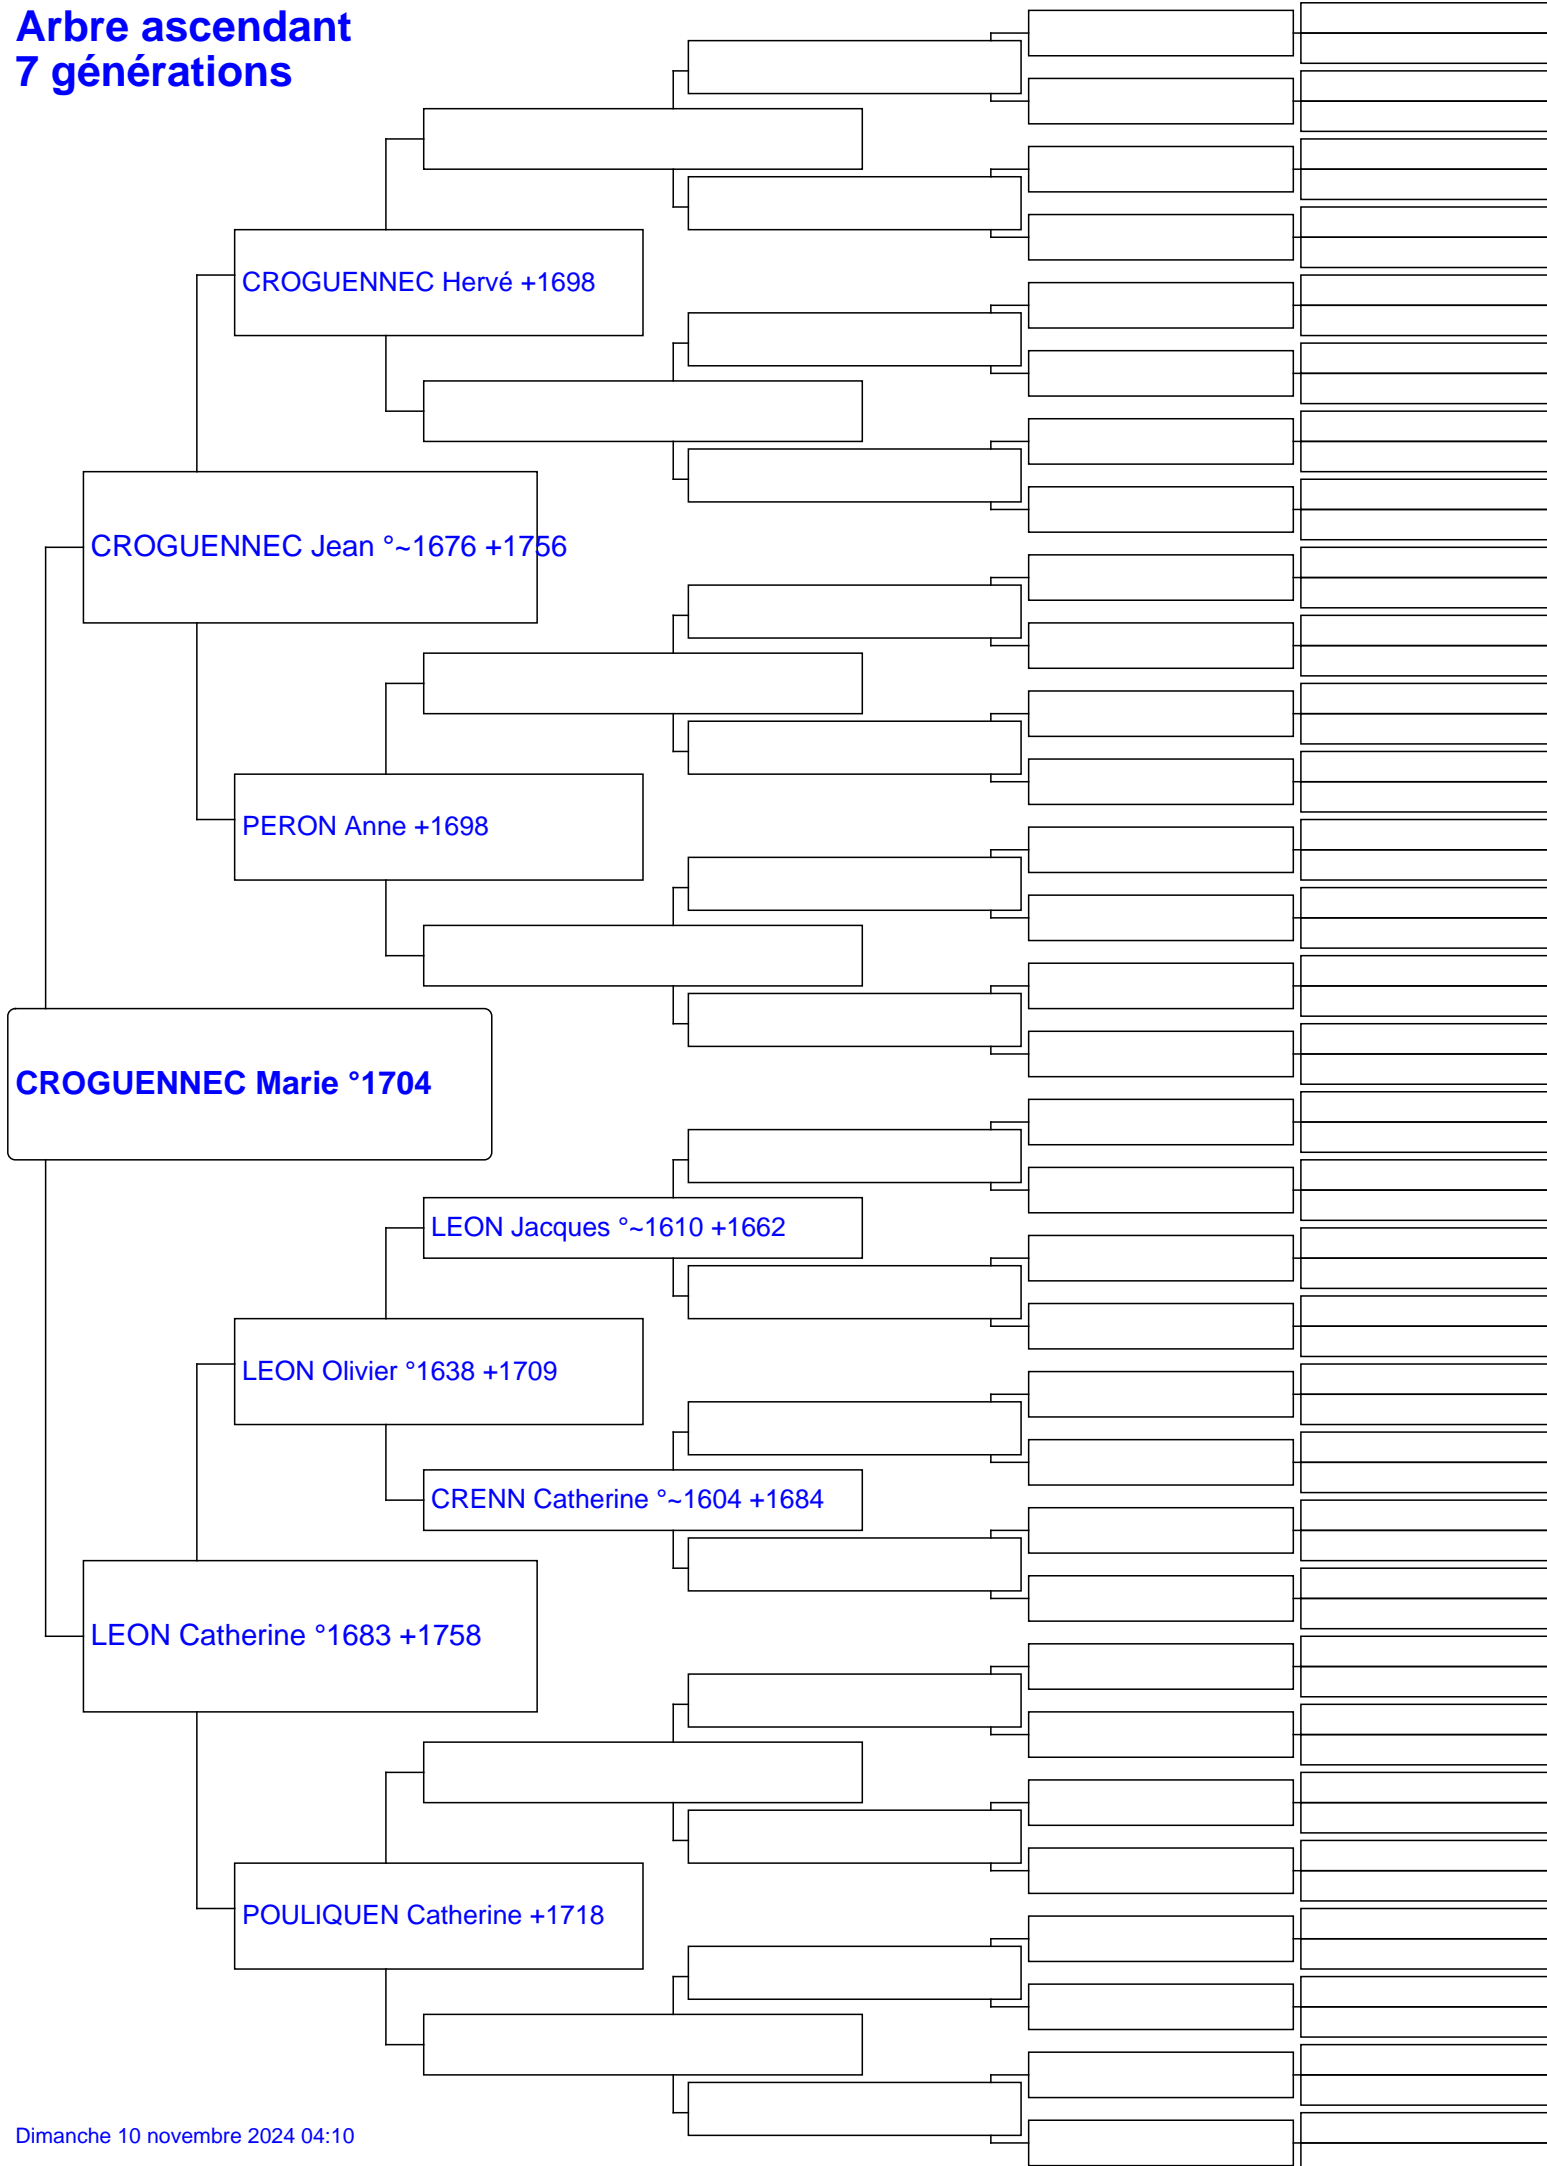 Arbre ascendant
7 générations
CROGUENNEC Hervé +1698
CROGUENNEC Jean °~1676 +1756
PERON Anne +1698
CROGUENNEC Marie °1704
LEON Jacques °~1610 +1662
LEON Olivier °1638 +1709
CRENN Catherine °~1604 +1684
LEON Catherine °1683 +1758
POULIQUEN Catherine +1718
Dimanche 10 novembre 2024 04:10